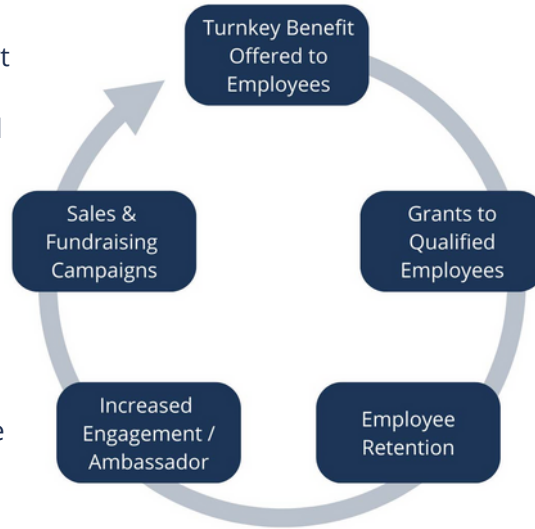 Turnkey Benefit
Offered to
Employees
Grants to
Qualified
Employees
Employee
Retention
Increased
Engagement /
Ambassador
Sales &
Fundraising
Campaigns